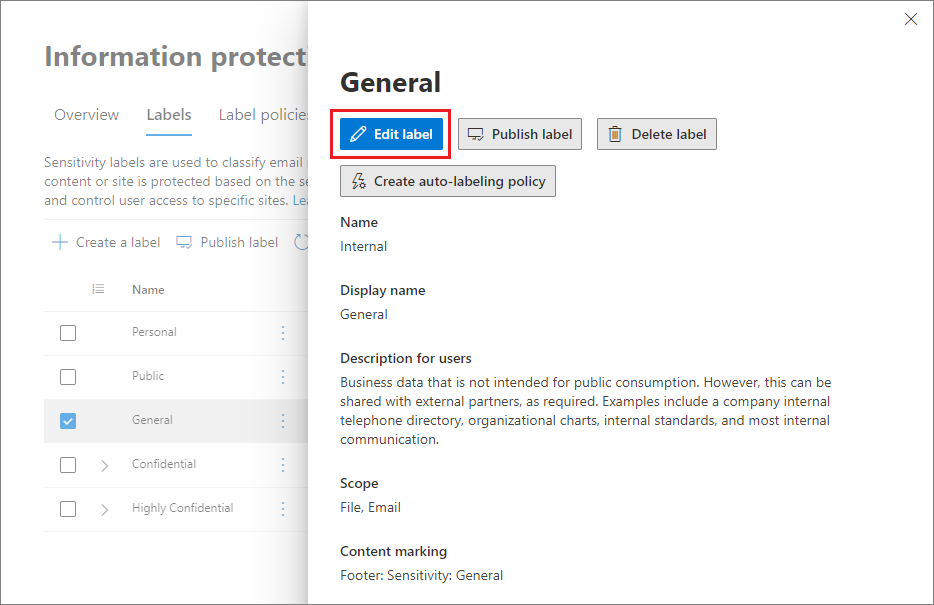 Information protecti
Overview
Labels
Label policies
Sensitivity labels are used to classify email
content or site is protected based on the se
and control user access to specific sites. Lea
Create a label
Publish label
Name
Personal
Public
General
Confidential
Highly Confidential
General
Edit label
Publish label
Delete label
Create auto-labeling policy
Name
Internal
Display name
General
Description for users
Business data that is not intended for public consumption. However, this can be
shared with external partners, as required. Examples include a company internal
telephone directory, organizational charts, internal standards, and most internal
communication.
Scope
File, Email
Content marking
Footer: Sensitivity: General